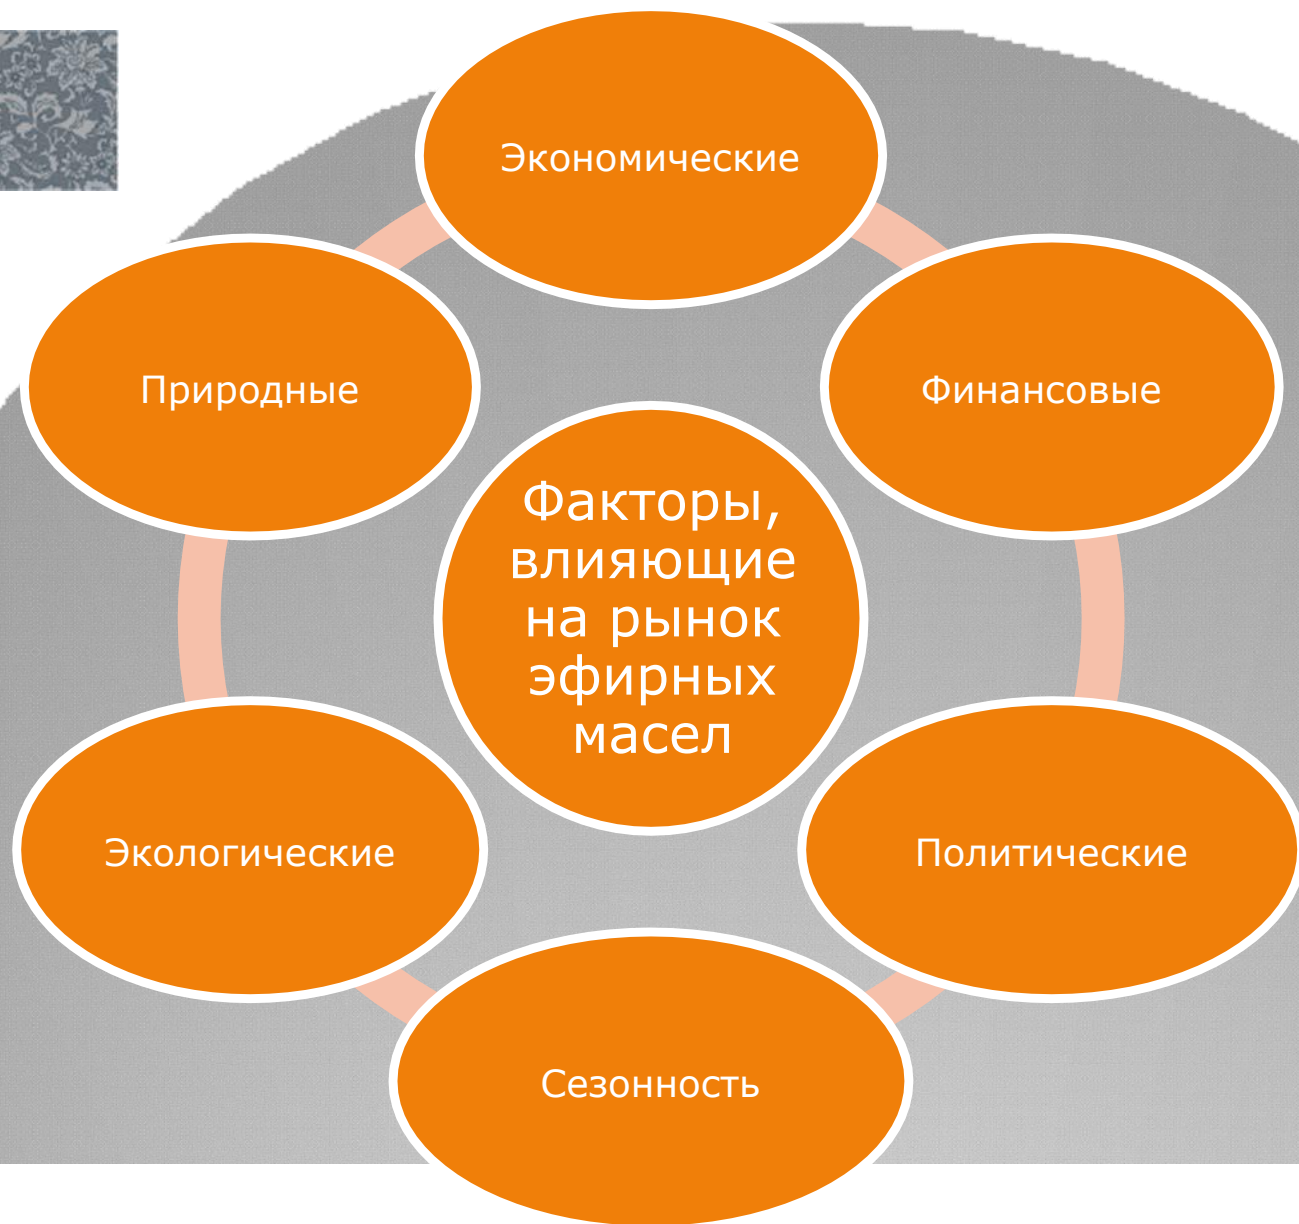 Экономические
Природные
Финансовые
Факторы,
влияющие
на рынок
эфирных
масел
Экологические
Политические
Сезонность